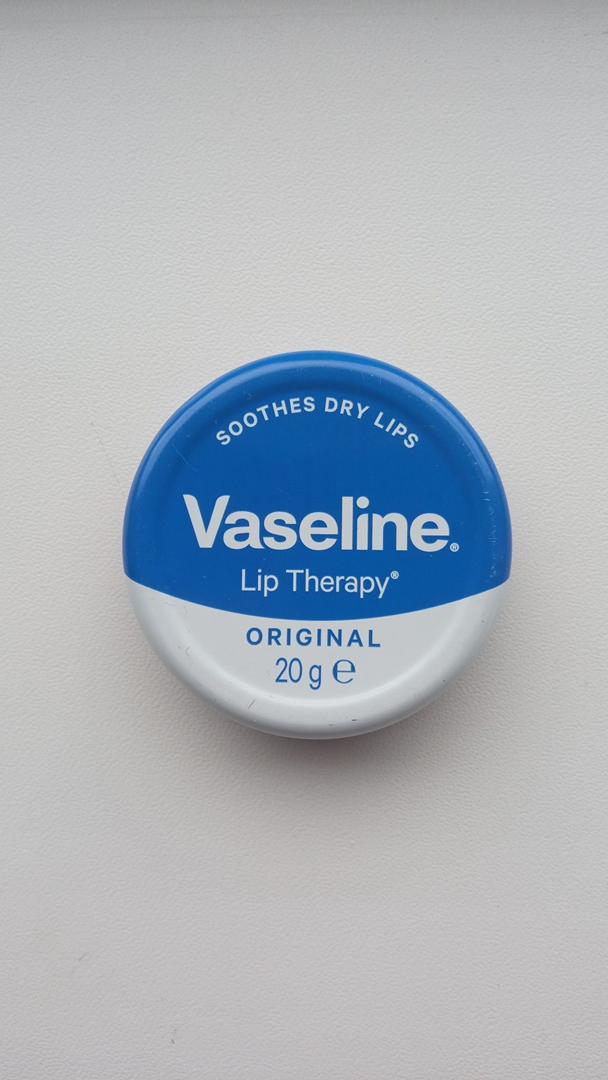 SOOTHES DRY LIPS
Vaseline.®
Lip Therapy®
ORIGINAL
20 g ℮